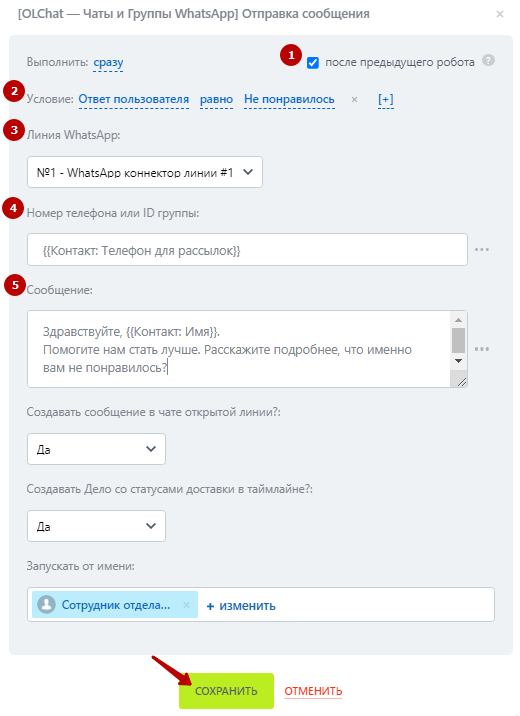 [OLChat — Чаты и Группы WhatsApp] Отправка сообщения ×
Выполнить: сразу 1 после предыдущего робота ?
2 Условие: Ответ пользователя равно Не понравилось × [+]
3 Линия WhatsApp:
№1 - WhatsApp коннектор линии #1
4 Номер телефона или ID группы:
{{Контакт: Телефон для рассылок}} •••
5 Сообщение:
Здравствуйте, {{Контакт: Имя}}.
Помогите нам стать лучше. Расскажите подробнее, что именно •••
вам не понравилось?
Создавать сообщение в чате открытой линии?:
Да
Создавать Дело со статусами доставки в таймлайне?:
Да
Запускать от имени:
Сотрудник отдела... × + изменить
СОХРАНИТЬ ОТМЕНИТЬ